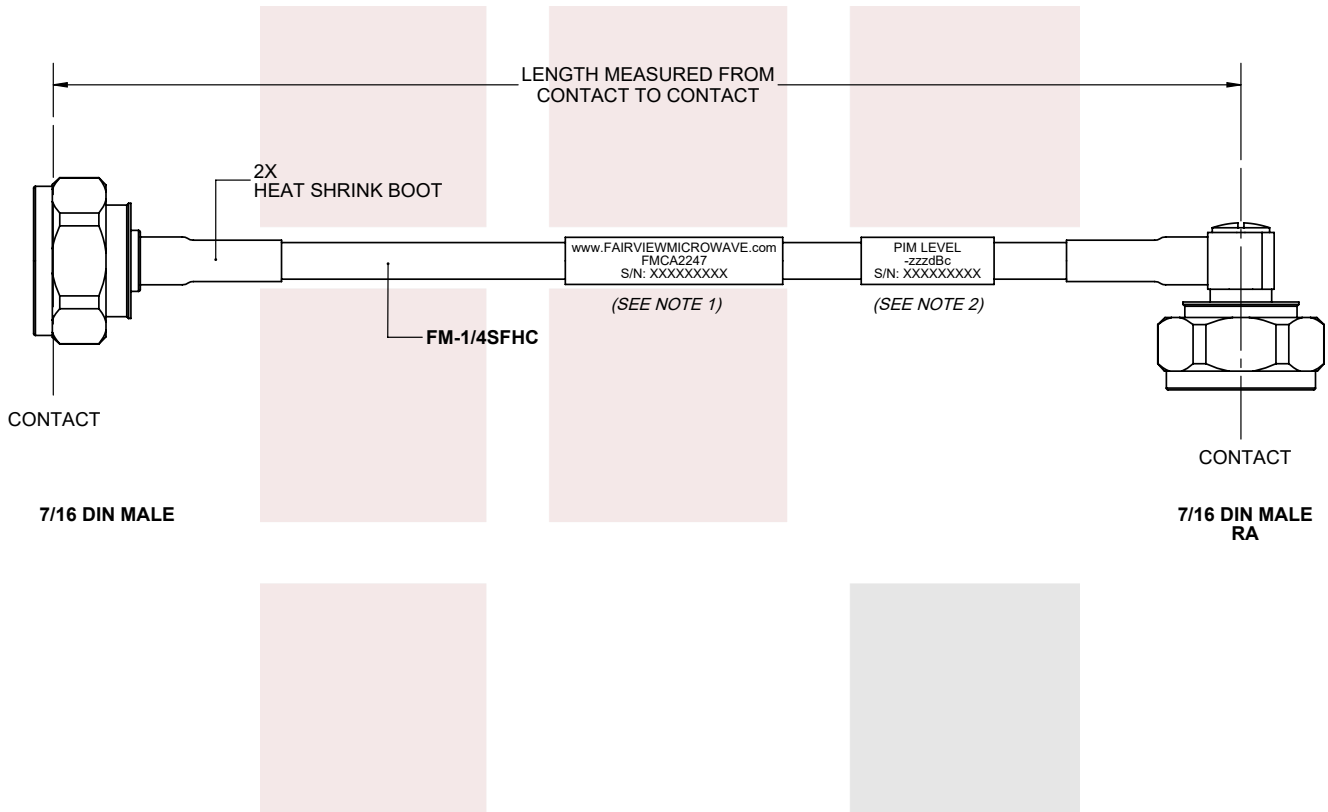 LENGTH MEASURED FROM
CONTACT TO CONTACT
2X
HEAT SHRINK BOOT
www.FAIRVIEWMICROWAVE.com
FMCA2247
S/N: XXXXXXXXX
PIM LEVEL
-zzzdBc
S/N: XXXXXXXXX
(SEE NOTE 1)
(SEE NOTE 2)
FM-1/4SFHC
CONTACT
CONTACT
7/16 DIN MALE
7/16 DIN MALE
RA